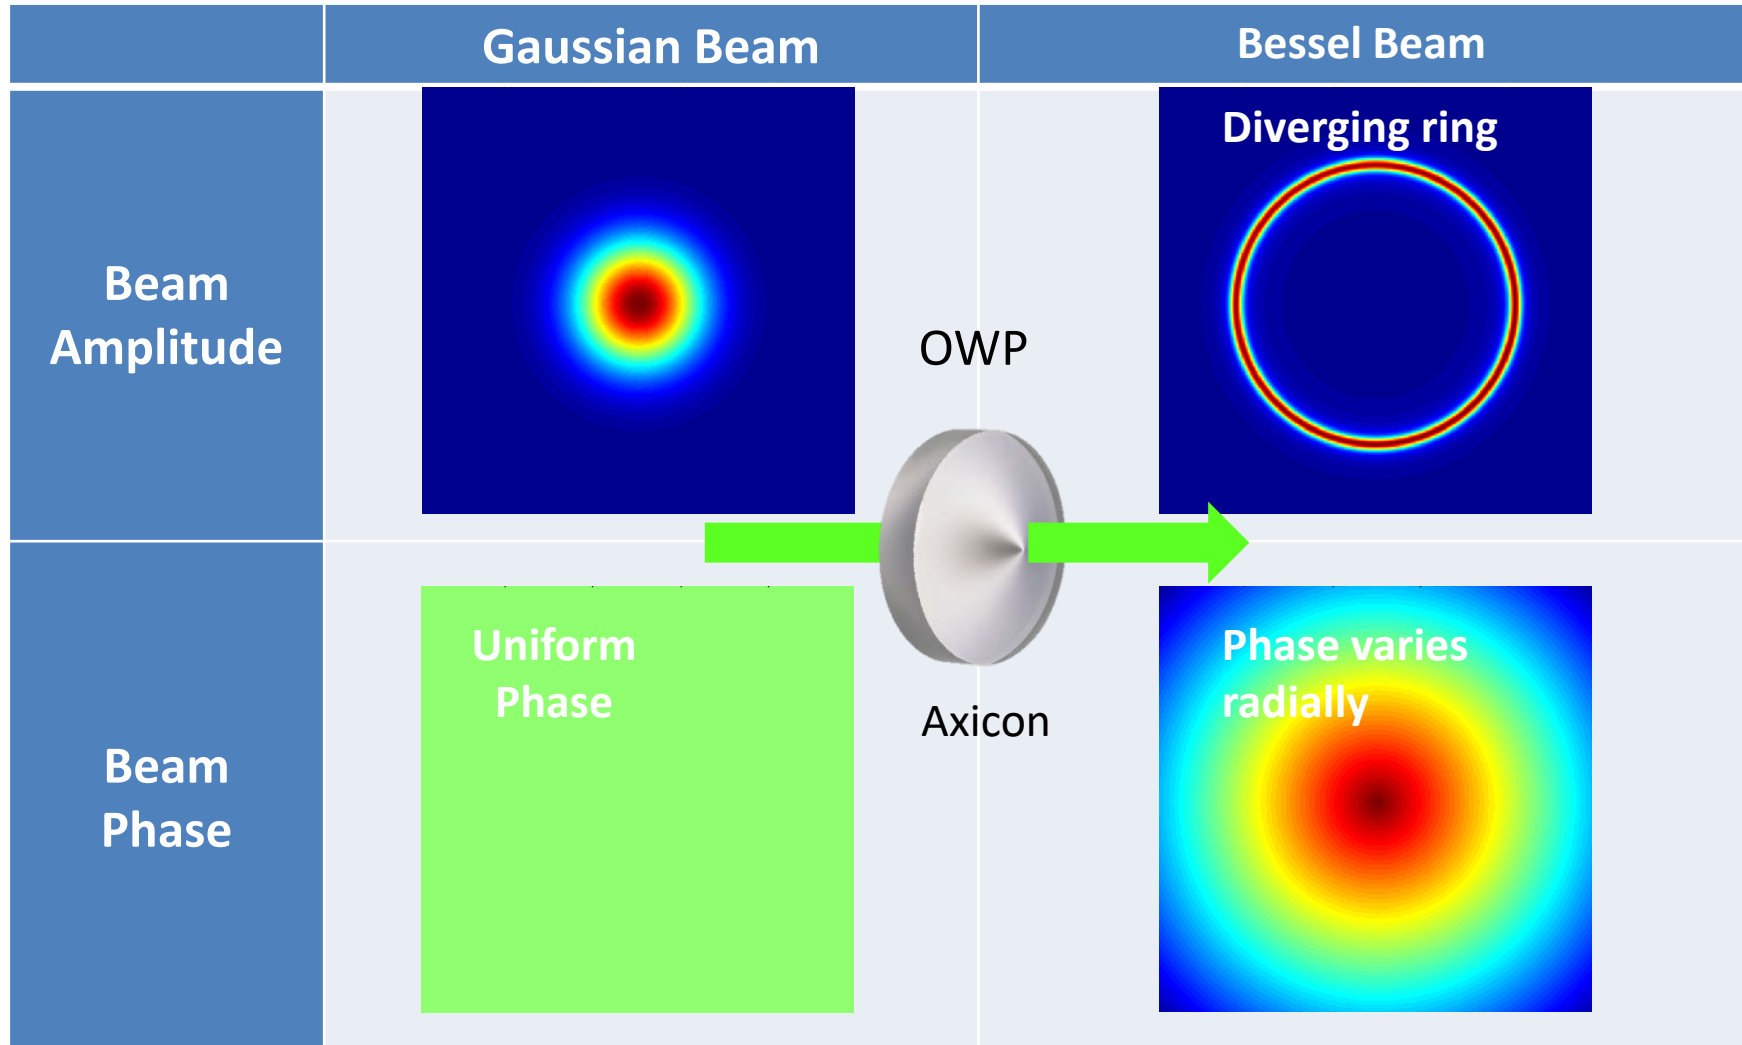 Gaussian Beam
Bessel Beam
Beam
Amplitude
Diverging ring
OWP
Beam
Phase
Uniform
Phase
Axicon
Phase varies
radially